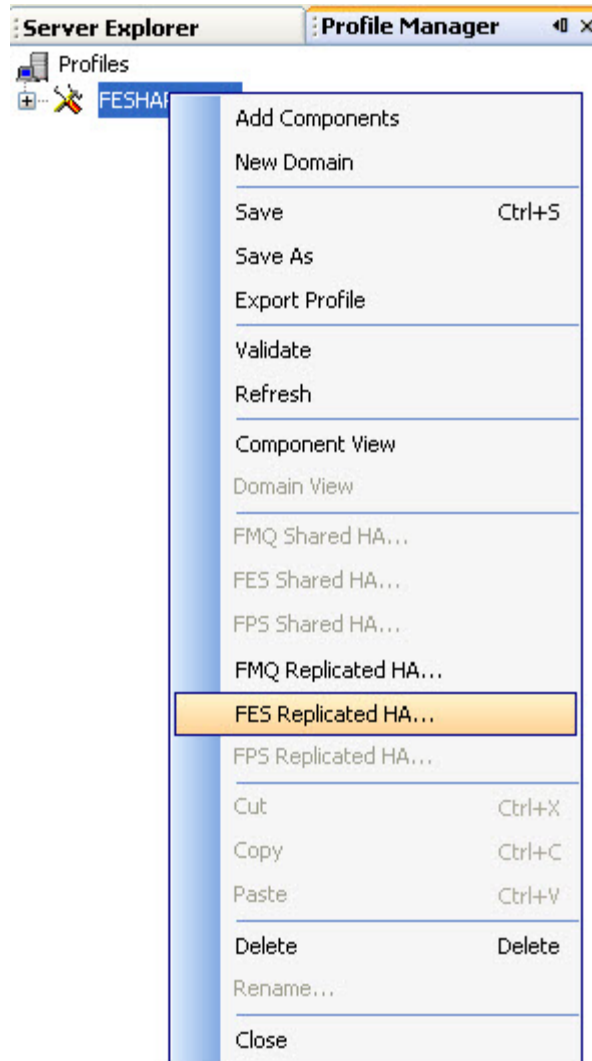 Server Explorer Profile Manager
Profiles
Add Components
New Domain
Save Ctrl+S
Save As
Export Profile
Validate
Refresh
Component View
Domain View
FMQ Shared HA...
FES Shared HA...
FPS Shared HA...
FMQ Replicated HA...
FES Replicated HA...
FPS Replicated HA...
Cut Ctrl+X
Copy Ctrl+C
Paste Ctrl+V
Delete Delete
Rename...
Close